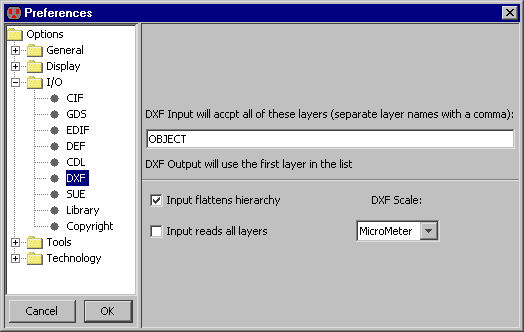 Preferences
Options
General
Display
I/O
CIF
GDS
EDIF
DEF
CDL
DXF
SUE
Library
Copyright
Tools
Technology
Cancel
OK
DXF Input will accpt all of these layers (separate layer names with a comma):
OBJECT
DXF Output will use the first layer in the list
Input flattens hierarchy
DXF Scale:
Input reads all layers
MicroMeter